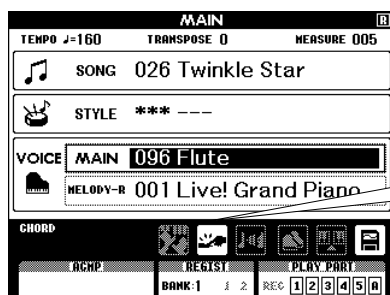 MAIN R
TEMPO ♩=160 TRANSPOSE 0 MEASURE 005
SONG 026 Twinkle Star
STYLE *** ---
VOICE MAIN 096 Flute
MELODY-R 001 Live! Grand Piano
CHORD
ACMP REGIST PLAY PART
BANK:1 1 2 REC 1 2 3 4 5 A